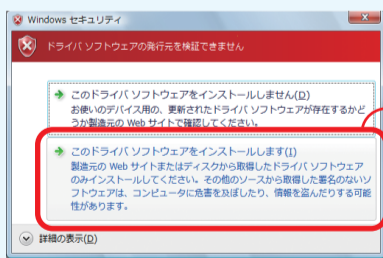 Windows セキュリティ
ドライバ ソフトウェアの発行元を検証できません
このドライバ ソフトウェアをインストールしません(D)
お使いのデバイス用の、更新されたドライバ ソフトウェアが存在するかど
うか製造元の Web サイトで確認してください。
このドライバ ソフトウェアをインストールします(I)
製造元の Web サイトまたはディスクから取得したドライバ ソフトウェア
のみインストールしてください。その他のソースから取得した署名のないソ
フトウェアは、コンピュータに危害を及ぼしたり、情報を盗んだりする可能
性があります。
詳細の表示(D)